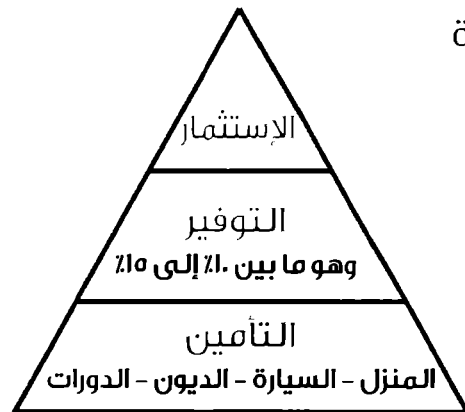 ة
الإستثمار
التوفير
وهو ما بين ١٠٪ إلى ١٥٪
التأمين
المنزل - السيارة - الديون - الدورات